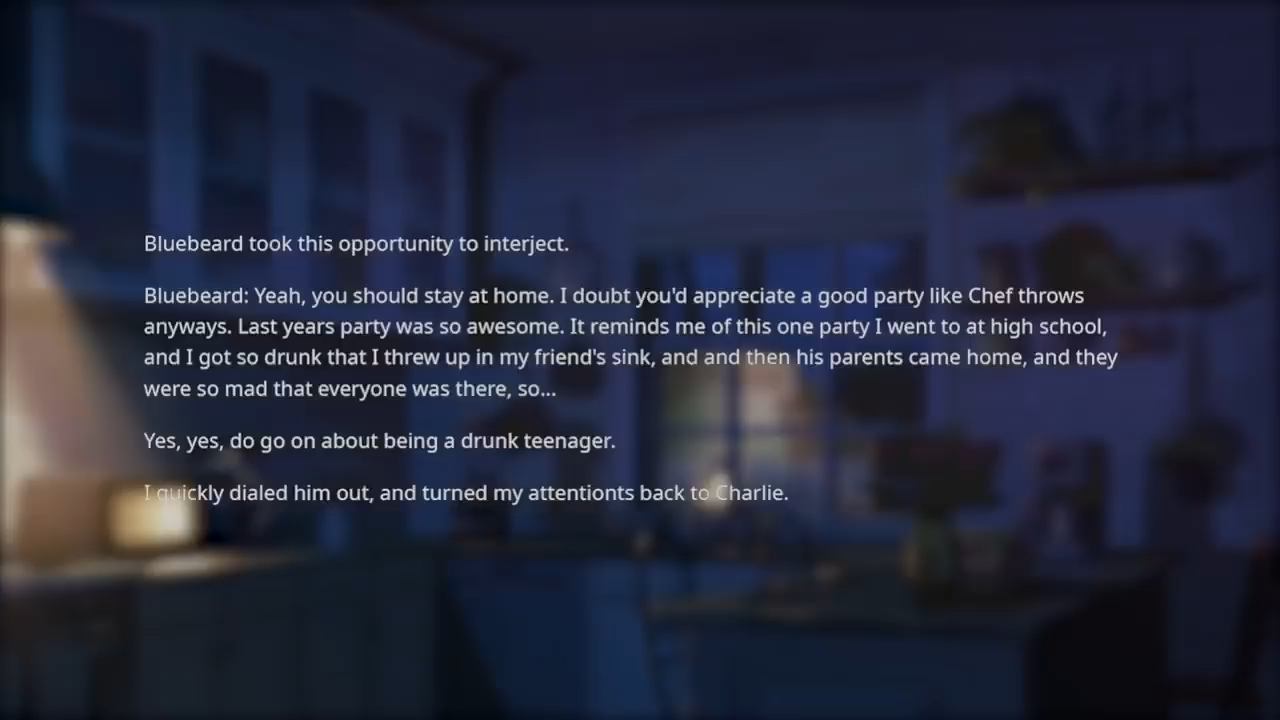 Bluebeard took this opportunity to interject.
Bluebeard: Yeah, you should stay at home. I doubt you'd appreciate a good party like Chef throws
anyways. Last years party was so awesome. It reminds me of this one party I went to at high school,
and I got so drunk that I threw up in my friend's sink, and and then his parents came home, and they
were so mad that everyone was there, so...
Yes, yes, do go on about being a drunk teenager.
I quickly dialed him out, and turned my attentionts back to Charlie.